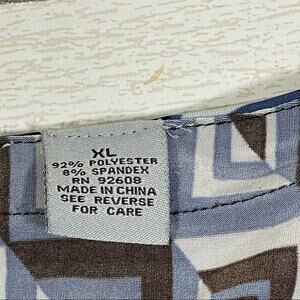 XL
92% POLYESTER
8% SPANDEX
RN 92608
MADE IN CHINA
SEE REVERSE
FOR CARE